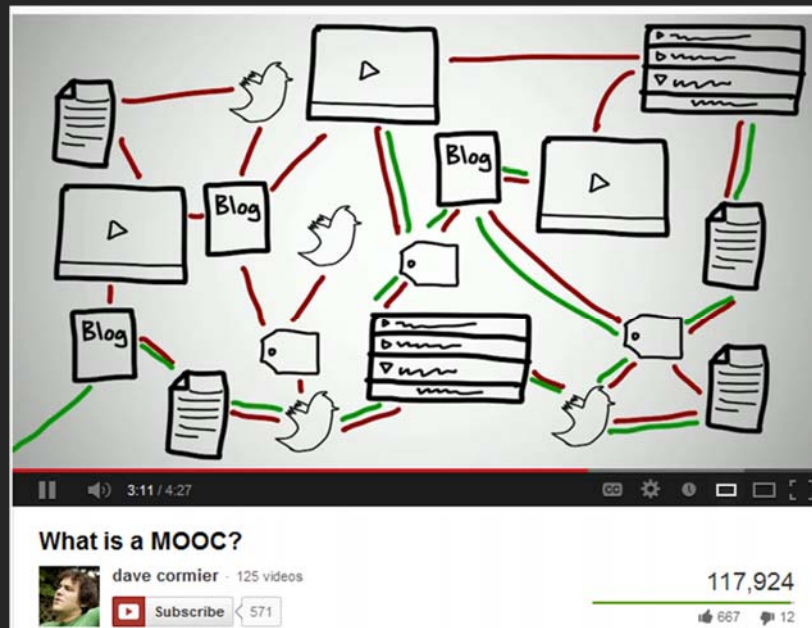 Blog
Blog
Blog
3:11 / 4:27
CC
What is a MOOC?
dave cormier · 125 videos
Subscribe 571
117,924
667 12